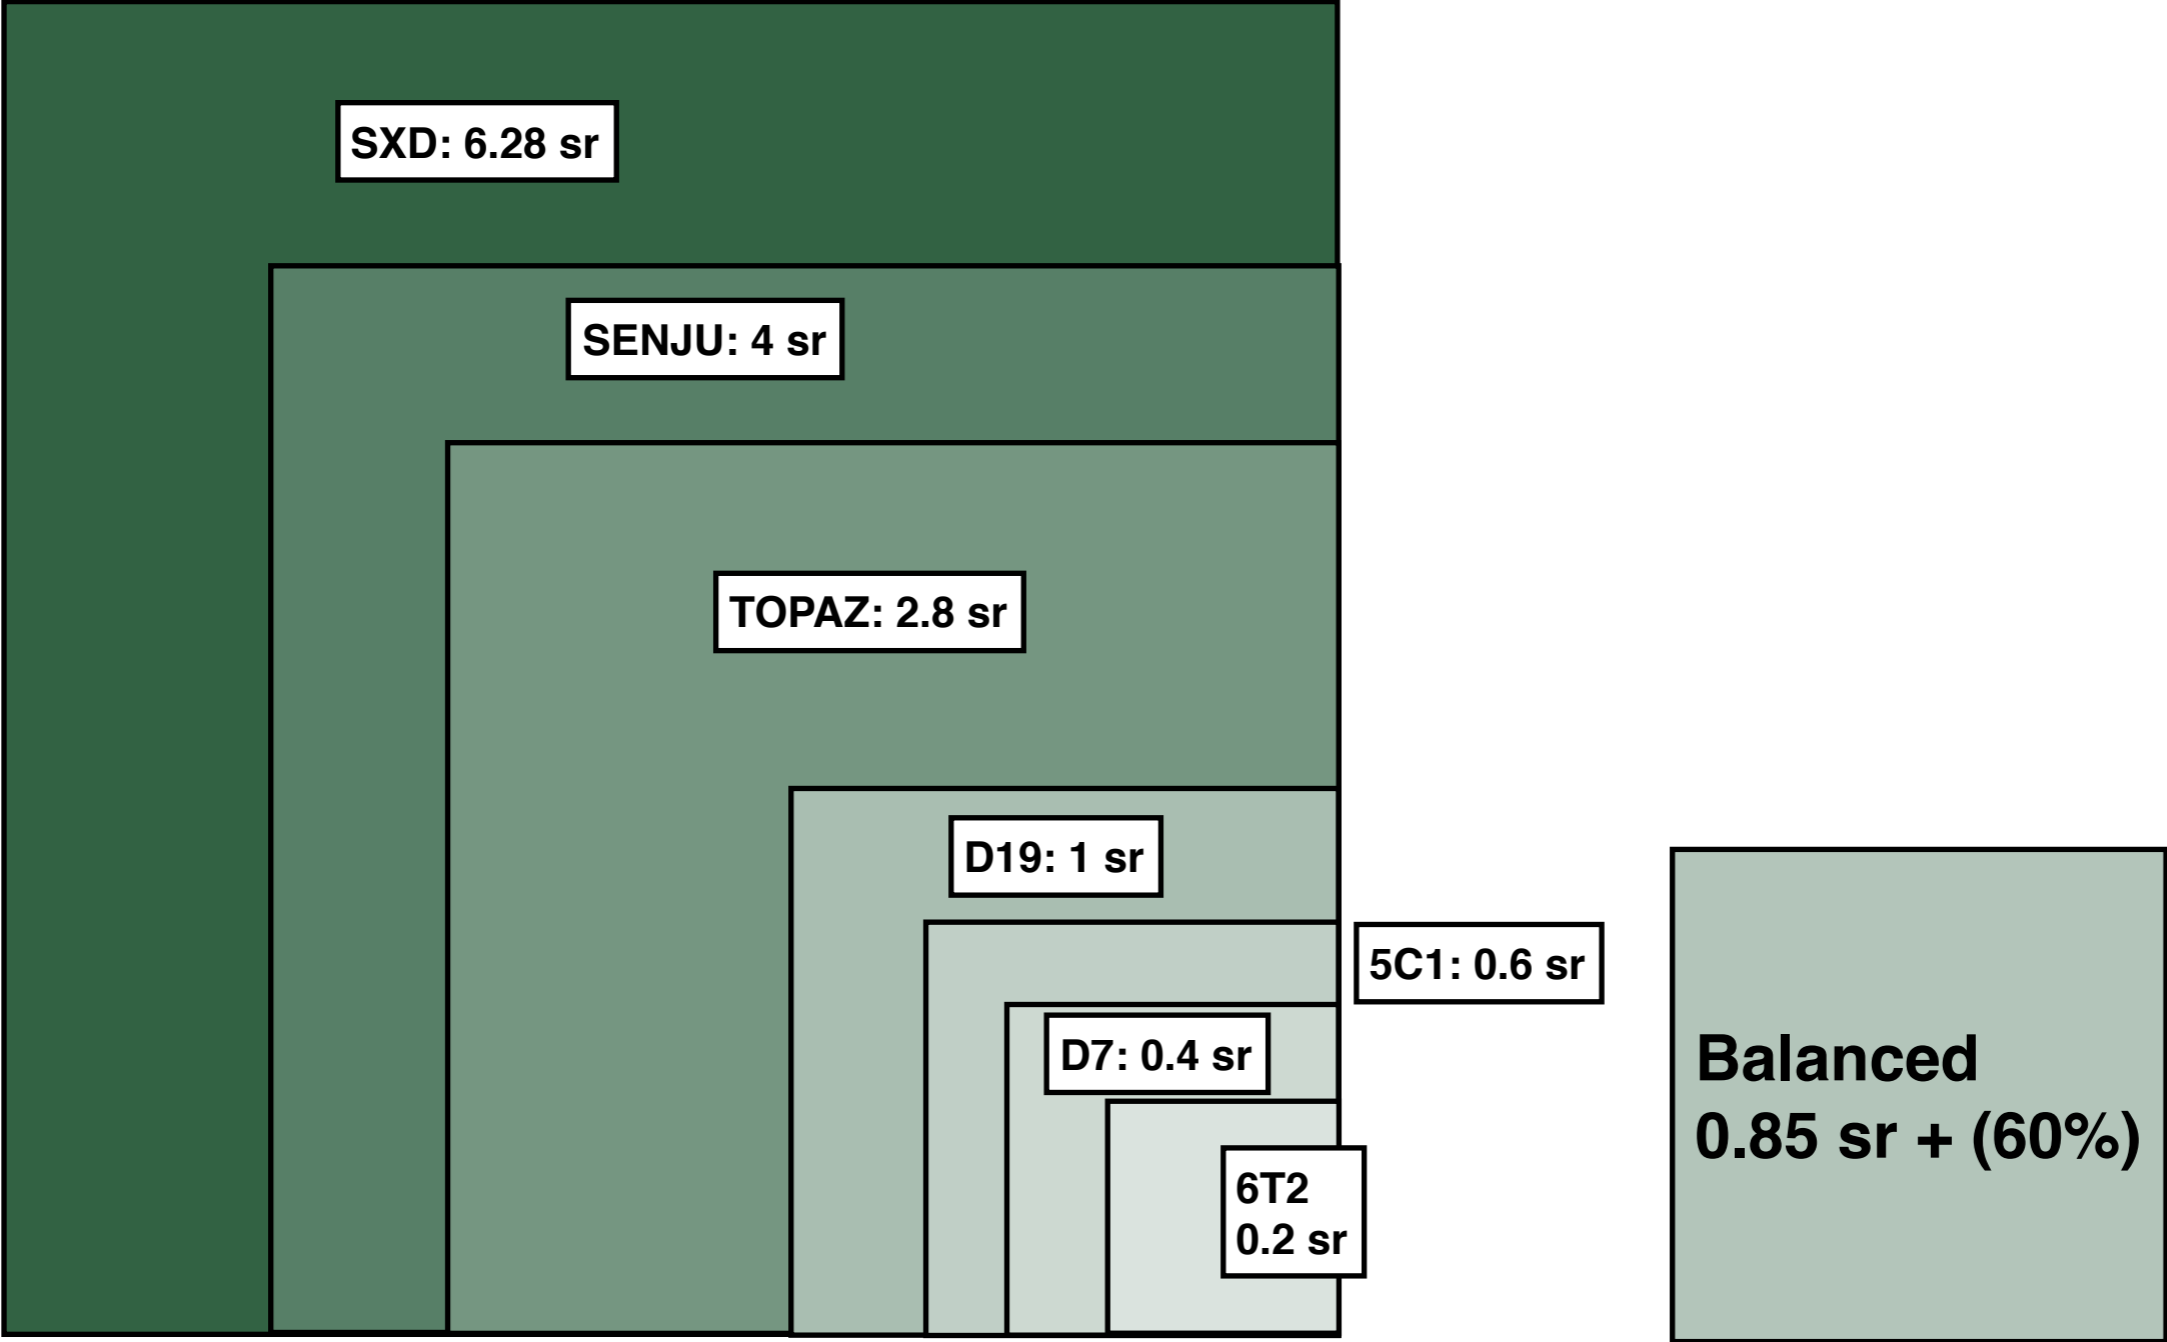 SXD: 6.28 sr
SENJU: 4 sr
TOPAZ: 2.8 sr
D19: 1 sr
5C1: 0.6 sr
D7: 0.4 sr
6T2
0.2 sr
Balanced
0.85 sr + (60%)